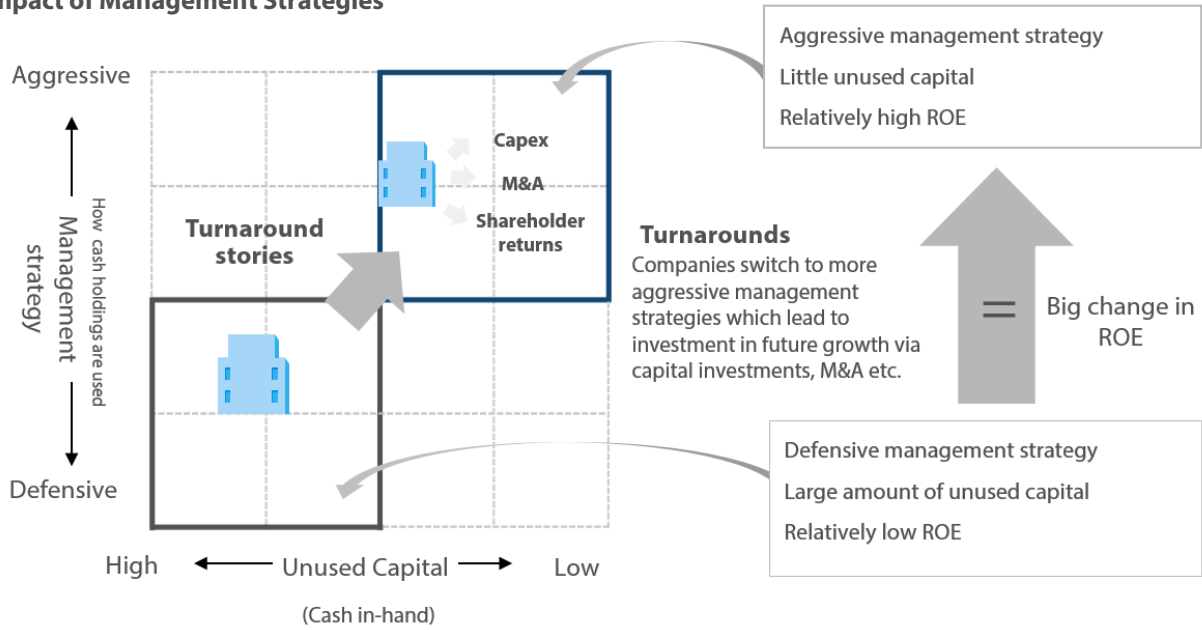 of Management Strategies
Aggressive
How cash holdings are used
Management
strategy
Defensive
Turnaround
stories
Capex
M&A
Shareholder
returns
High
Unused Capital
Low
(Cash in-hand)
Turnarounds
Companies switch to more
aggressive management
strategies which lead to
investment in future growth via
capital investments, M&A etc.
Aggressive management strategy
Little unused capital
Relatively high ROE
=
Big change in
ROE
Defensive management strategy
Large amount of unused capital
Relatively low ROE